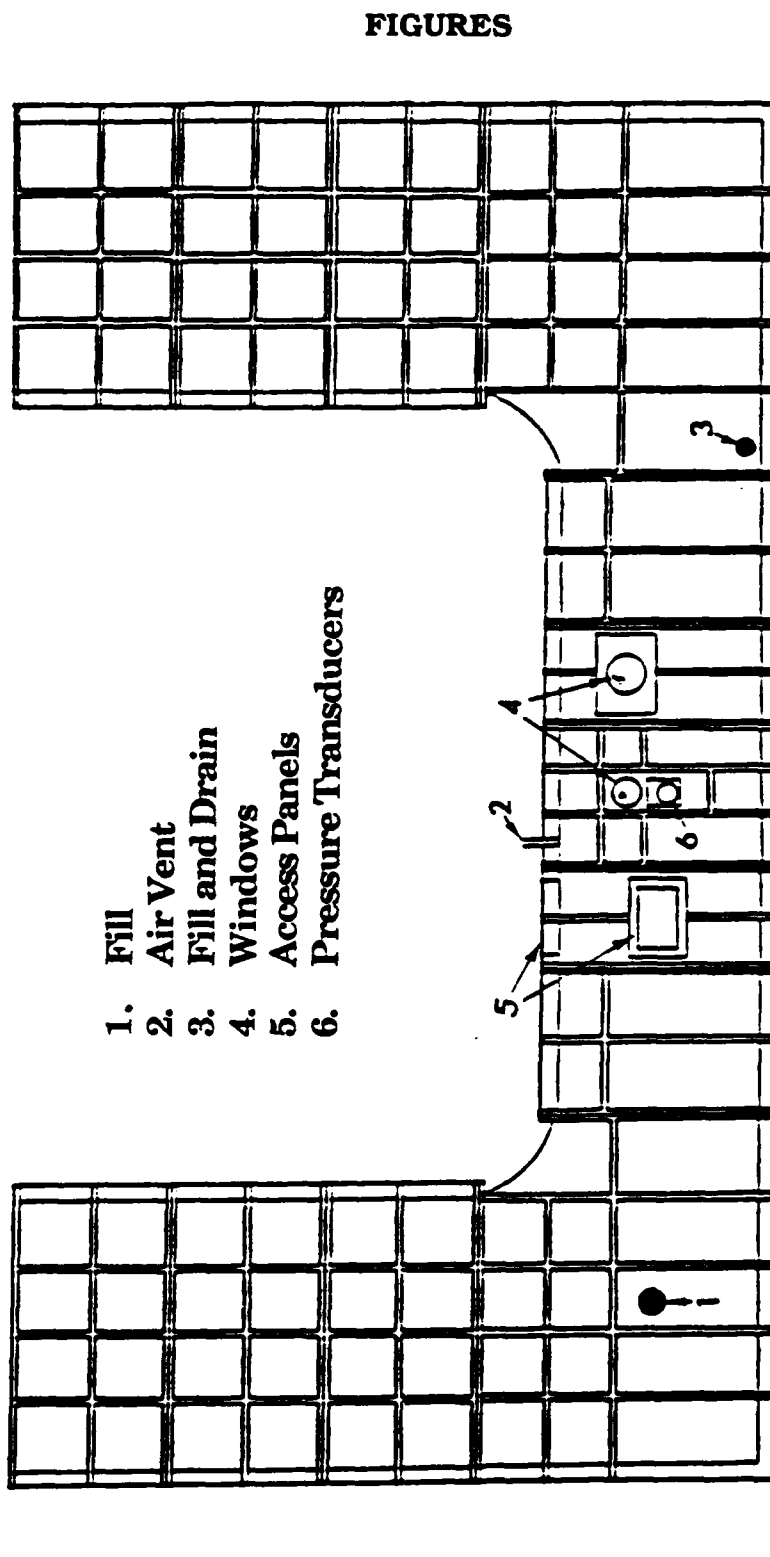 FIGURES
1. Fill
2. Air Vent
3. Fill and Drain
4. Windows
5. Access Panels
6. Pressure Transducers
1
5
2
6
4
3